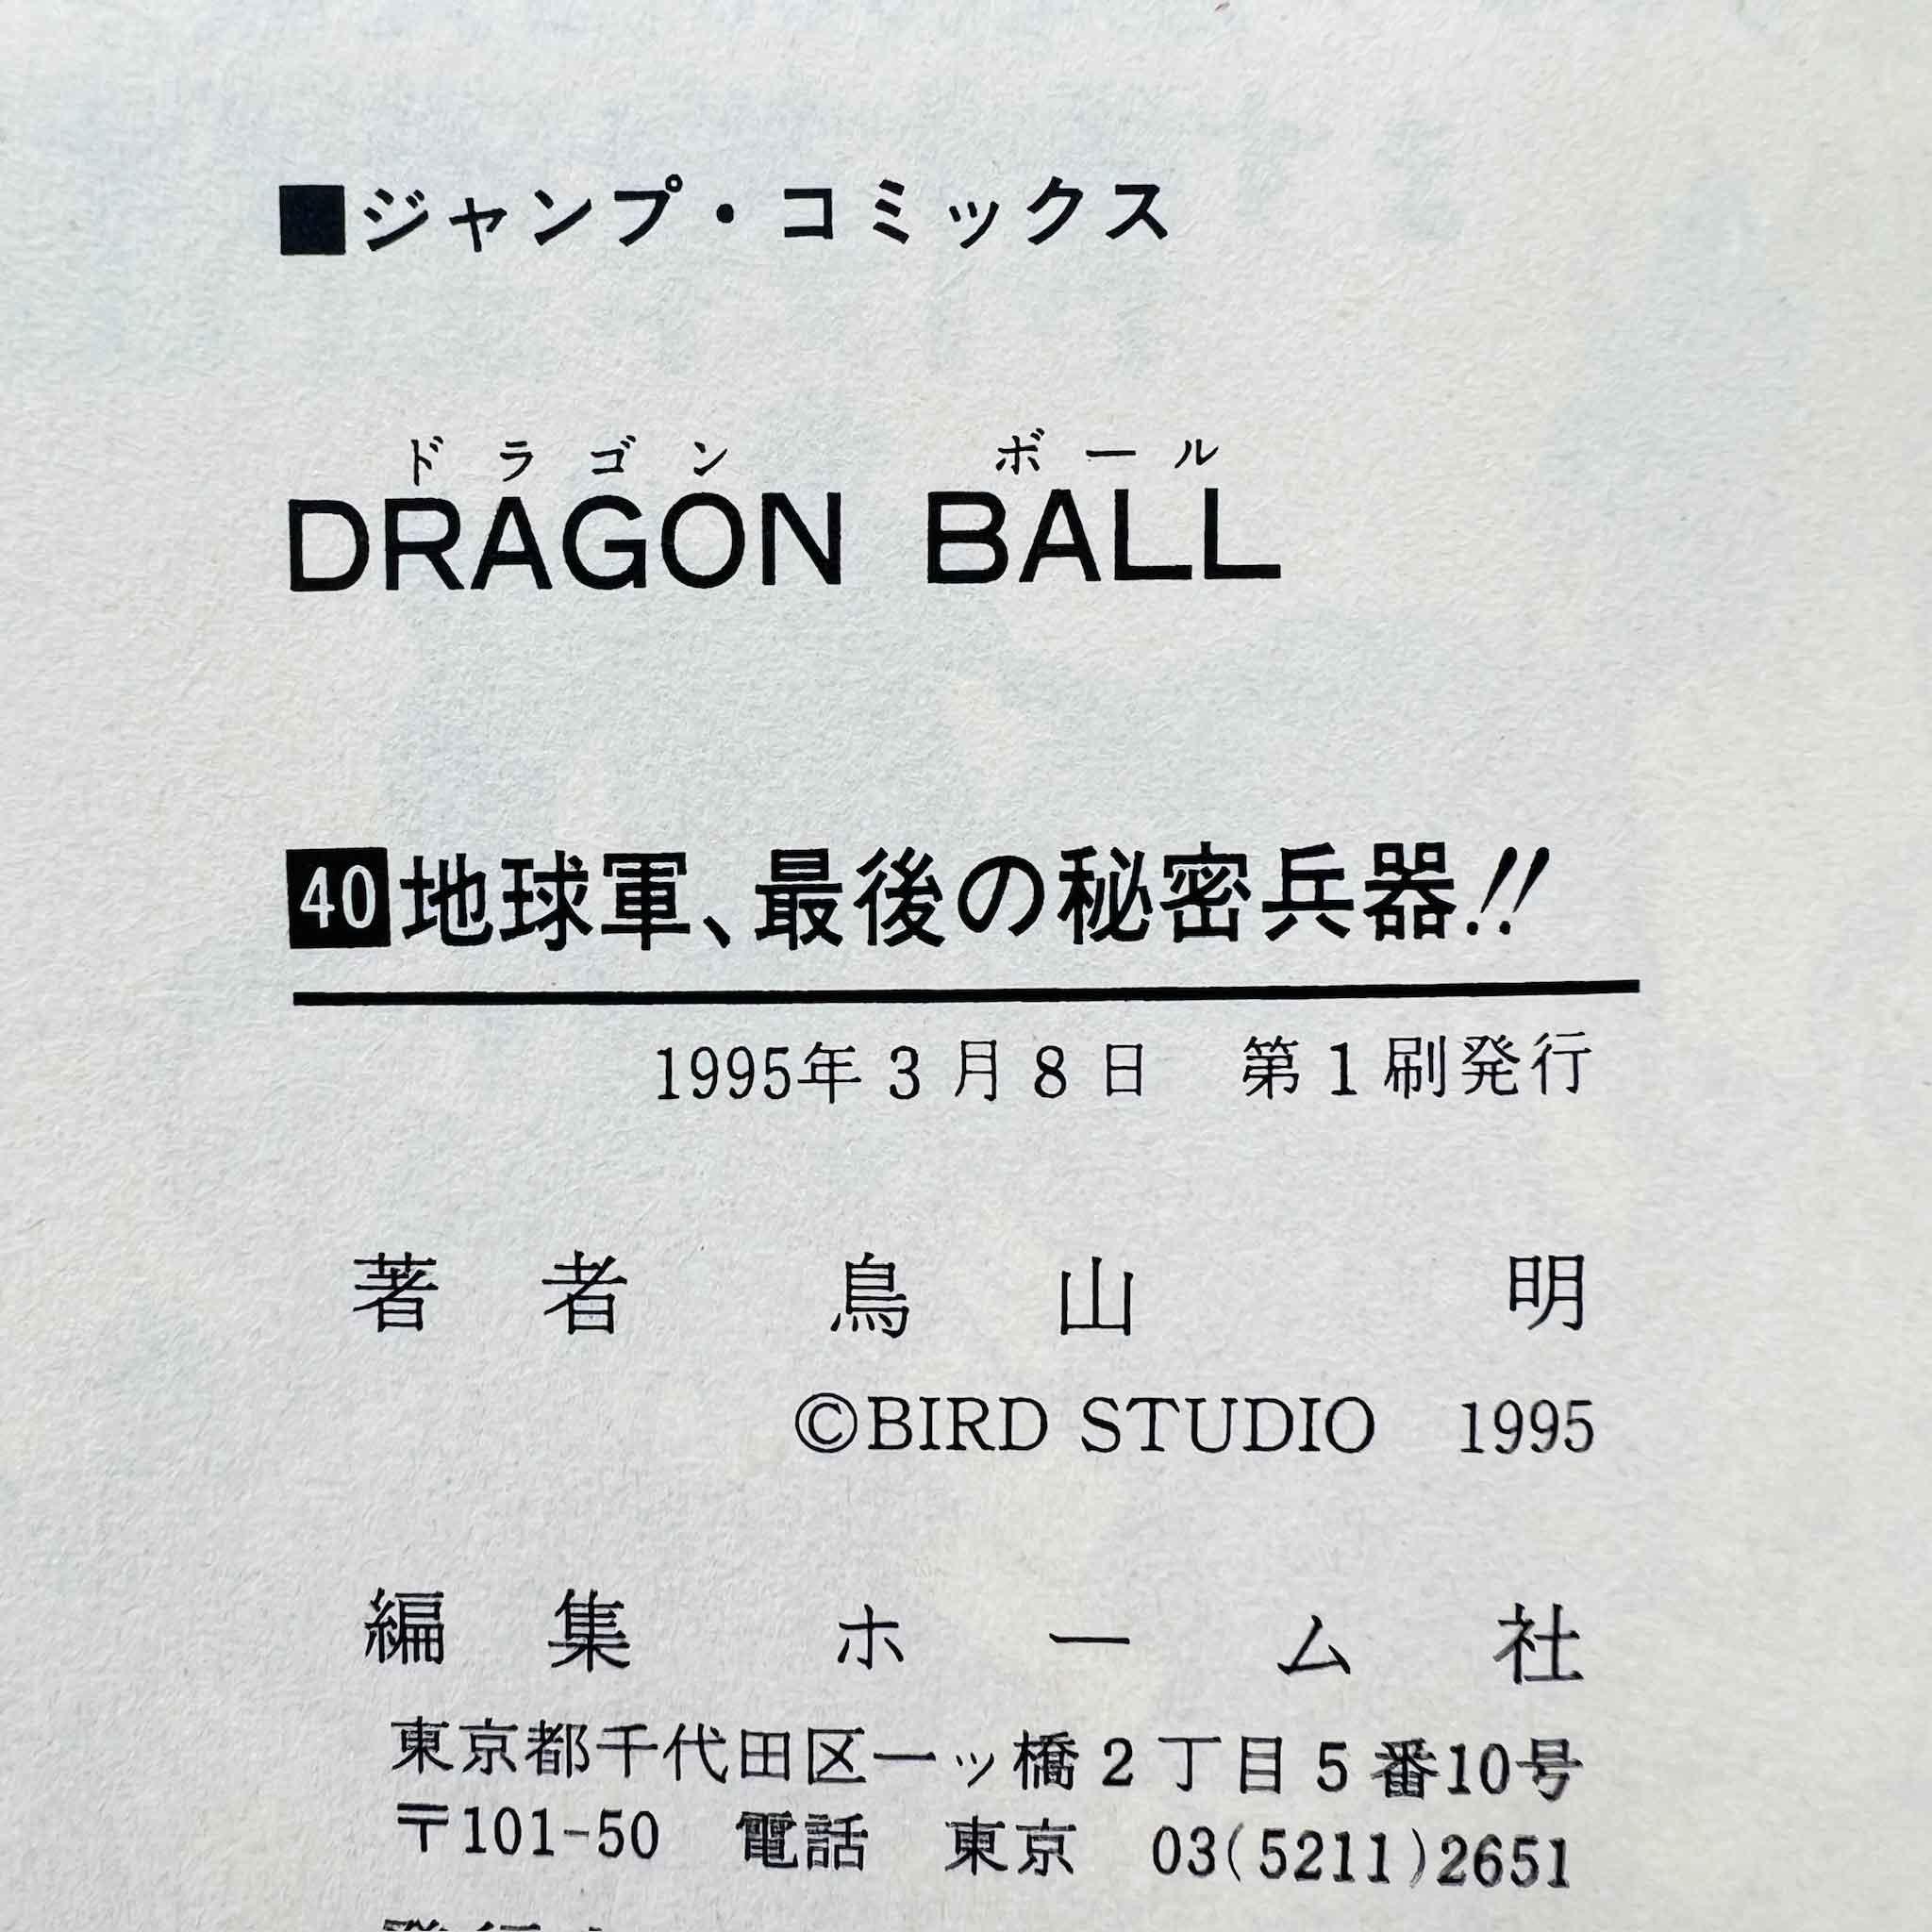 ■ジャンプ・コミックス
ドラゴン ボール
DRAGON BALL
40地球軍、最後の秘密兵器!!
1995年3月8日 第1刷発行
著者 鳥山 明
©BIRD STUDIO 1995
編集 ホーム社
東京都千代田区一ッ橋2丁目5番10号
〒101-50 電話 東京 03(5211)2651